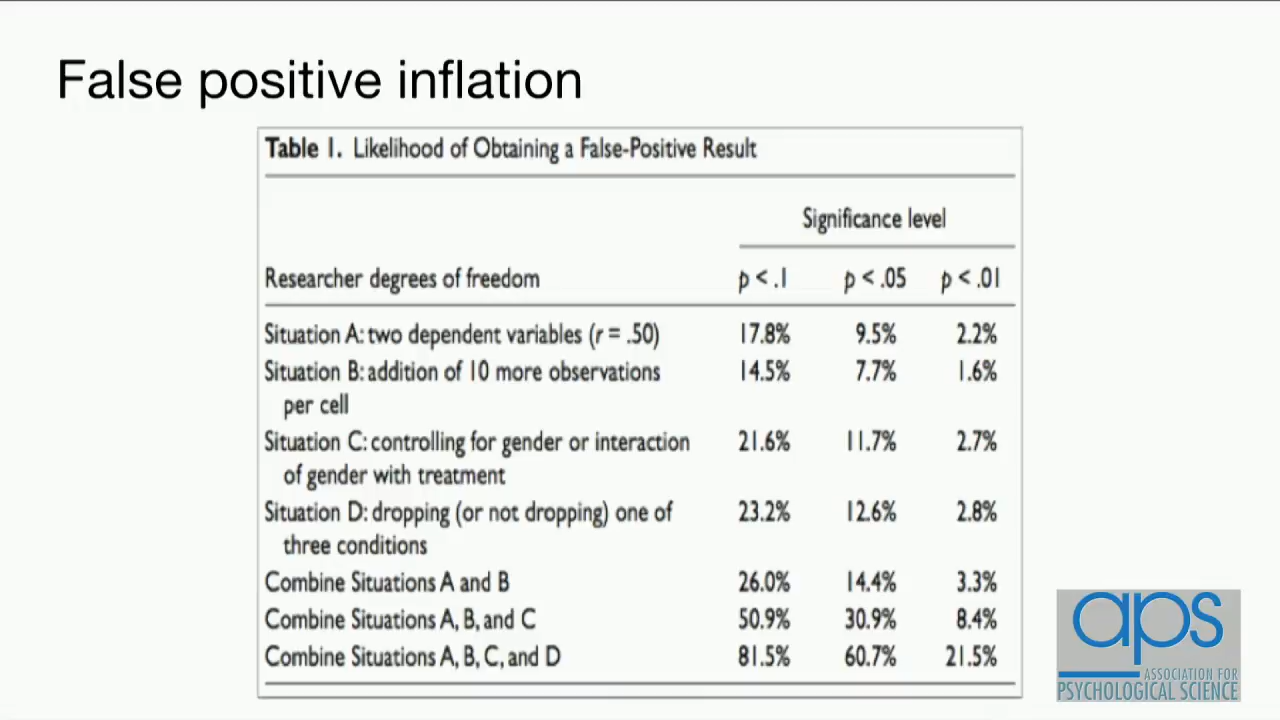 False positive inflation
Table 1. Likelihood of Obtaining a False-Positive Result
Significance level
Researcher degrees of freedom p < .1 p < .05 p < .01
Situation A: two dependent variables (r = .50) 17.8% 9.5% 2.2%
Situation B: addition of 10 more observations 14.5% 7.7% 1.6%
per cell
Situation C: controlling for gender or interaction 21.6% 11.7% 2.7%
of gender with treatment
Situation D: dropping (or not dropping) one of 23.2% 12.6% 2.8%
three conditions
Combine Situations A and B 26.0% 14.4% 3.3%
Combine Situations A, B, and C 50.9% 30.9% 8.4%
Combine Situations A, B, C, and D 81.5% 60.7% 21.5%
aps
ASSOCIATION FOR
PSYCHOLOGICAL SCIENCE